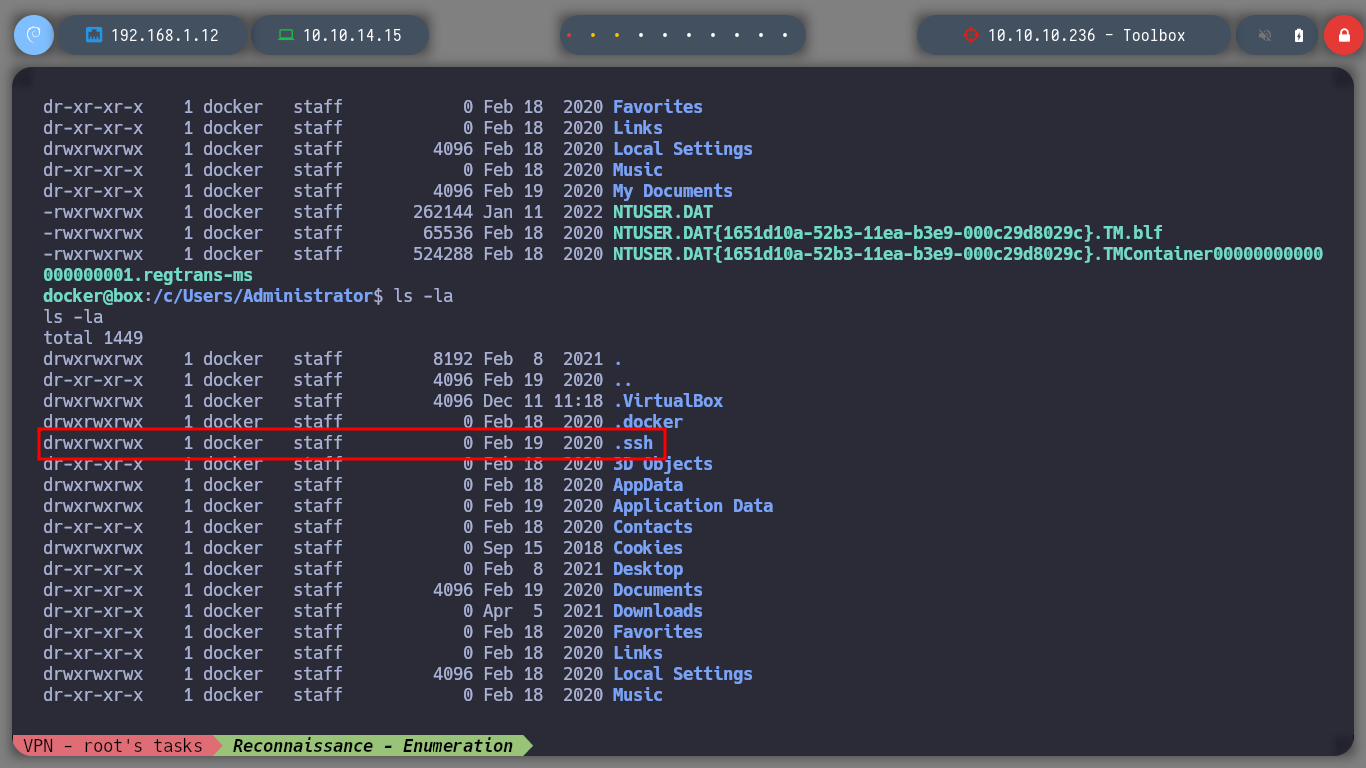 192.168.1.12 10.10.14.15 10.10.10.236 - Toolbox
dr-xr-xr-x    1 docker   staff            0 Feb 18  2020 Favorites
dr-xr-xr-x    1 docker   staff            0 Feb 18  2020 Links
drwxrwxrwx    1 docker   staff         4096 Feb 18  2020 Local Settings
dr-xr-xr-x    1 docker   staff            0 Feb 18  2020 Music
dr-xr-xr-x    1 docker   staff         4096 Feb 19  2020 My Documents
-rwxrwxrwx    1 docker   staff       262144 Jan 11  2022 NTUSER.DAT
-rwxrwxrwx    1 docker   staff        65536 Feb 18  2020 NTUSER.DAT{1651d10a-52b3-11ea-b3e9-000c29d8029c}.TM.blf
-rwxrwxrwx    1 docker   staff       524288 Feb 18  2020 NTUSER.DAT{1651d10a-52b3-11ea-b3e9-000c29d8029c}.TMContainer00000000000
000000001.regtrans-ms
docker@box:/c/Users/Administrator$ ls -la
ls -la
total 1449
drwxrwxrwx    1 docker   staff         8192 Feb  8  2021 .
dr-xr-xr-x    1 docker   staff         4096 Feb 19  2020 ..
drwxrwxrwx    1 docker   staff         4096 Dec 11 11:18 .VirtualBox
drwxrwxrwx    1 docker   staff            0 Feb 18  2020 .docker
drwxrwxrwx    1 docker   staff            0 Feb 19  2020 .ssh
dr-xr-xr-x    1 docker   staff            0 Feb 18  2020 3D Objects
drwxrwxrwx    1 docker   staff            0 Feb 18  2020 AppData
drwxrwxrwx    1 docker   staff            0 Feb 19  2020 Application Data
dr-xr-xr-x    1 docker   staff            0 Feb 18  2020 Contacts
drwxrwxrwx    1 docker   staff            0 Sep 15  2018 Cookies
dr-xr-xr-x    1 docker   staff            0 Feb  8  2021 Desktop
dr-xr-xr-x    1 docker   staff         4096 Feb 19  2020 Documents
dr-xr-xr-x    1 docker   staff            0 Apr  5  2021 Downloads
dr-xr-xr-x    1 docker   staff            0 Feb 18  2020 Favorites
dr-xr-xr-x    1 docker   staff            0 Feb 18  2020 Links
drwxrwxrwx    1 docker   staff         4096 Feb 18  2020 Local Settings
dr-xr-xr-x    1 docker   staff            0 Feb 18  2020 Music
VPN - root's tasks Reconnaissance - Enumeration